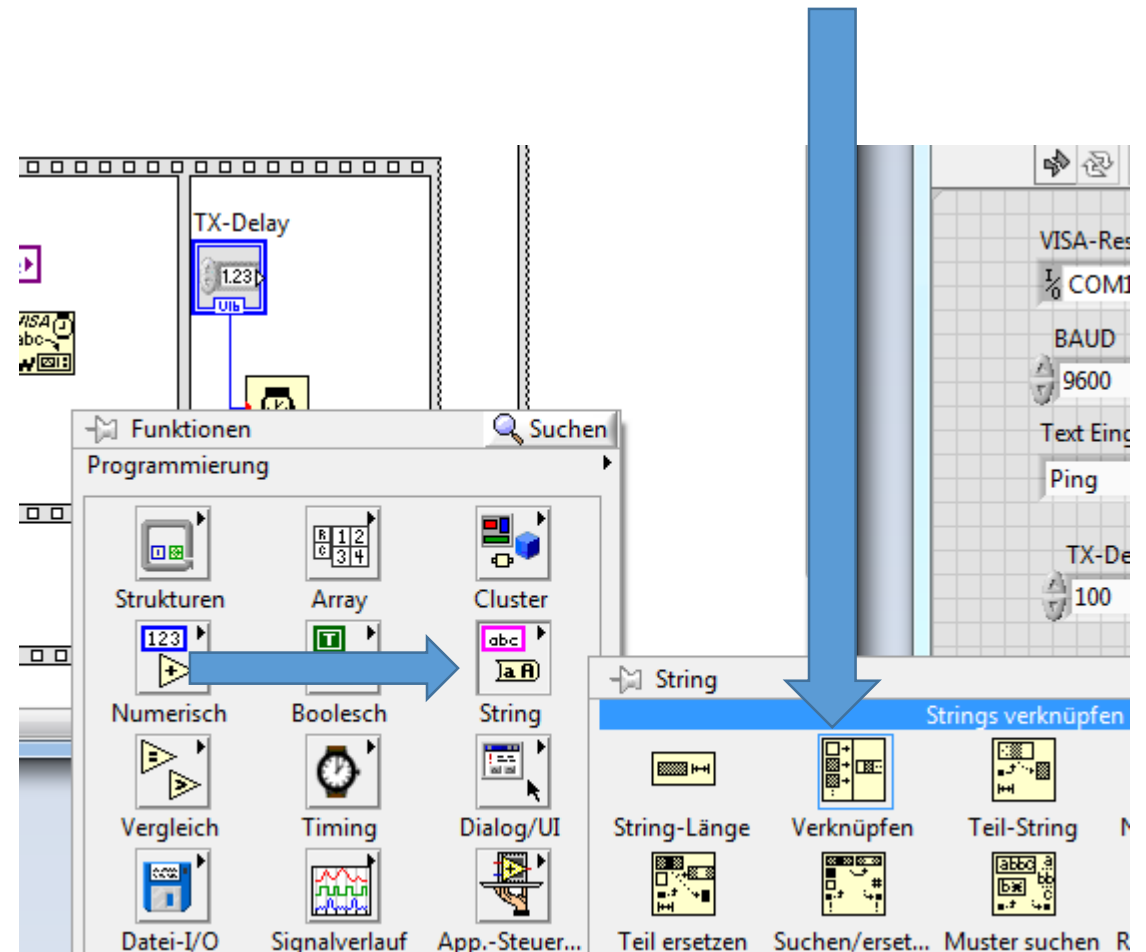 TX-Delay
1.23
U16
VISA
abc
W
VISA-Res
I/O COM1
BAUD
9600
Text Eing
Ping
TX-De
100
Funktionen
Suchen
Programmierung
Strukturen
Array
Cluster
Numerisch
Boolesch
String
Vergleich
Timing
Dialog/UI
Datei-I/O
Signalverlauf
App.-Steuer...
String
Strings verknüpfen
String-Länge
Verknüpfen
Teil-String
Teil ersetzen
Suchen/erset...
Muster suchen